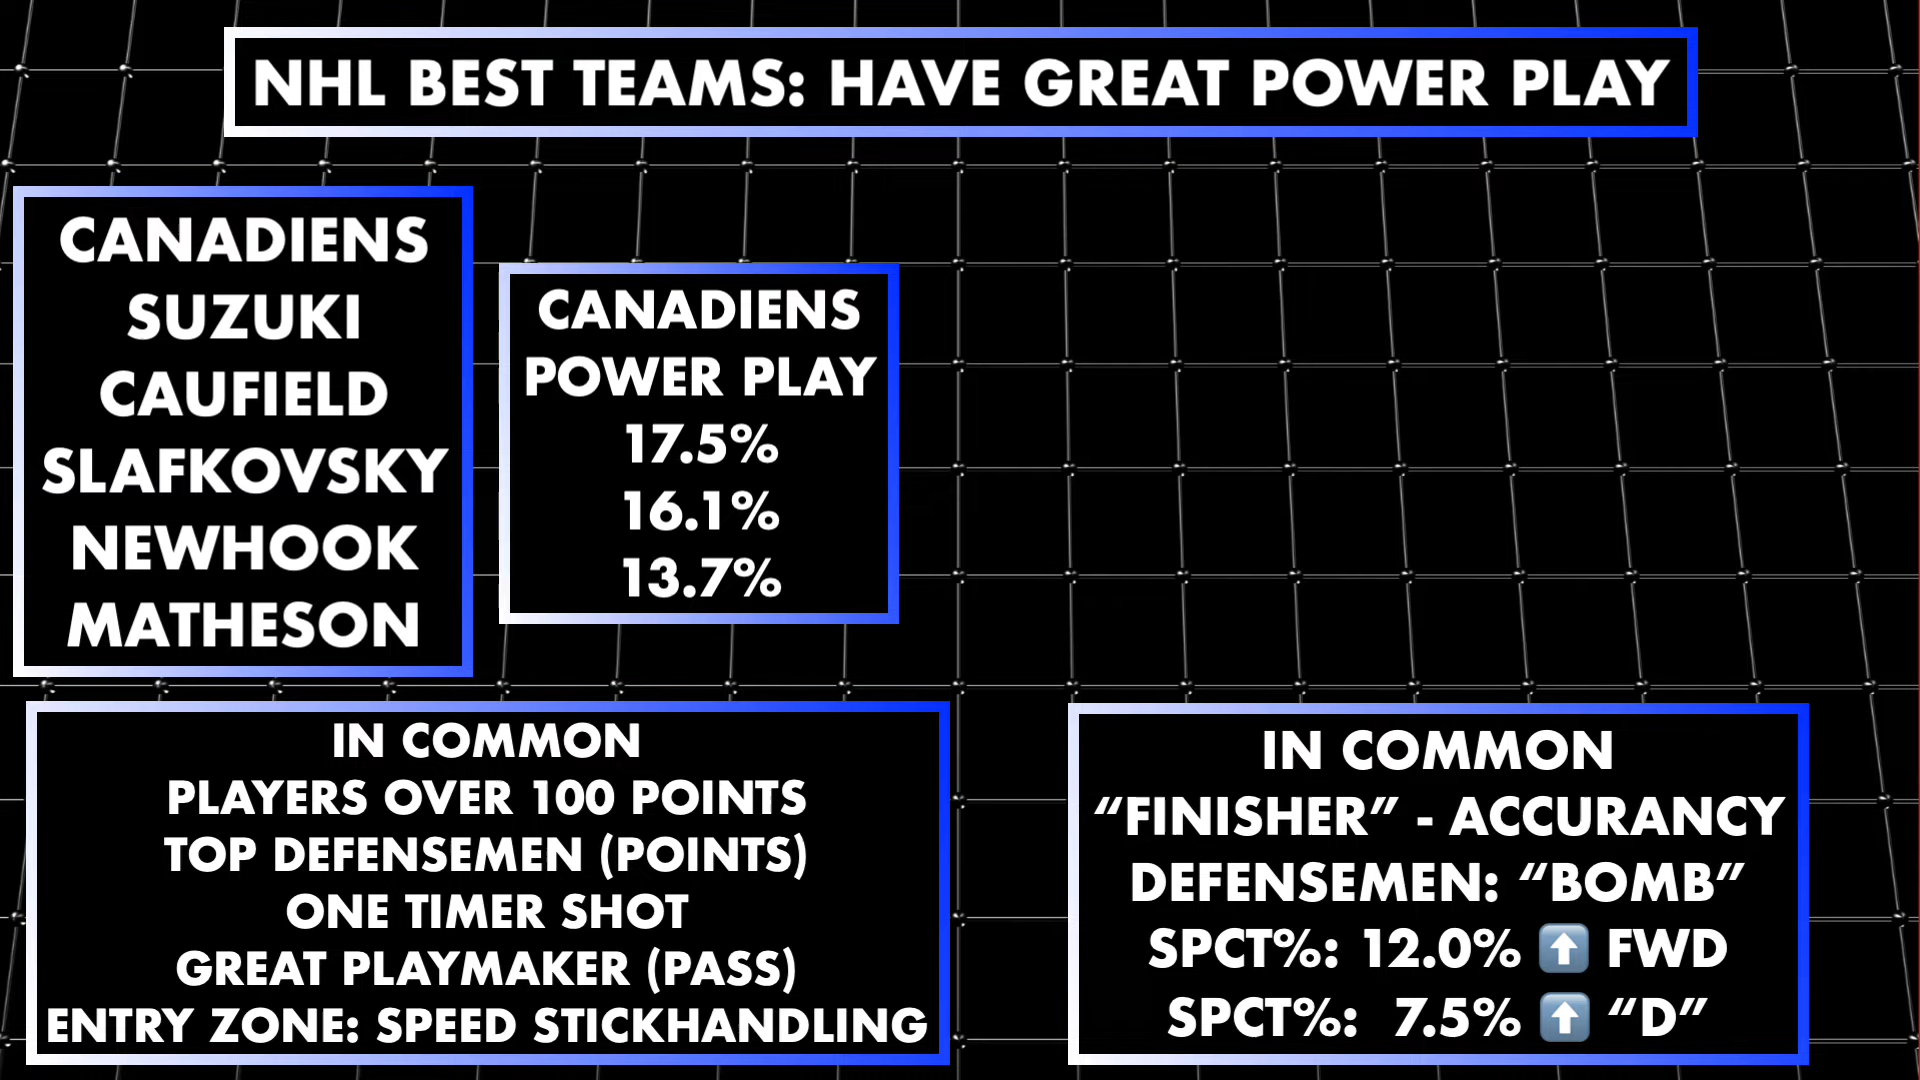 NHL BEST TEAMS: HAVE GREAT POWER PLAY
CANADIENS
SUZUKI
CAUFIELD
SLAFKOVSKY
NEWHOOK
MATHESON
CANADIENS
POWER PLAY
17.5%
16.1%
13.7%
IN COMMON
PLAYERS OVER 100 POINTS
TOP DEFENSEMEN (POINTS)
ONE TIMER SHOT
GREAT PLAYMAKER (PASS)
ENTRY ZONE: SPEED STICKHANDLING
IN COMMON
“FINISHER” - ACCURANCY
DEFENSEMEN: “BOMB”
SPCT%: 12.0% ⬆️ FWD
SPCT%: 7.5% ⬆️ “D”